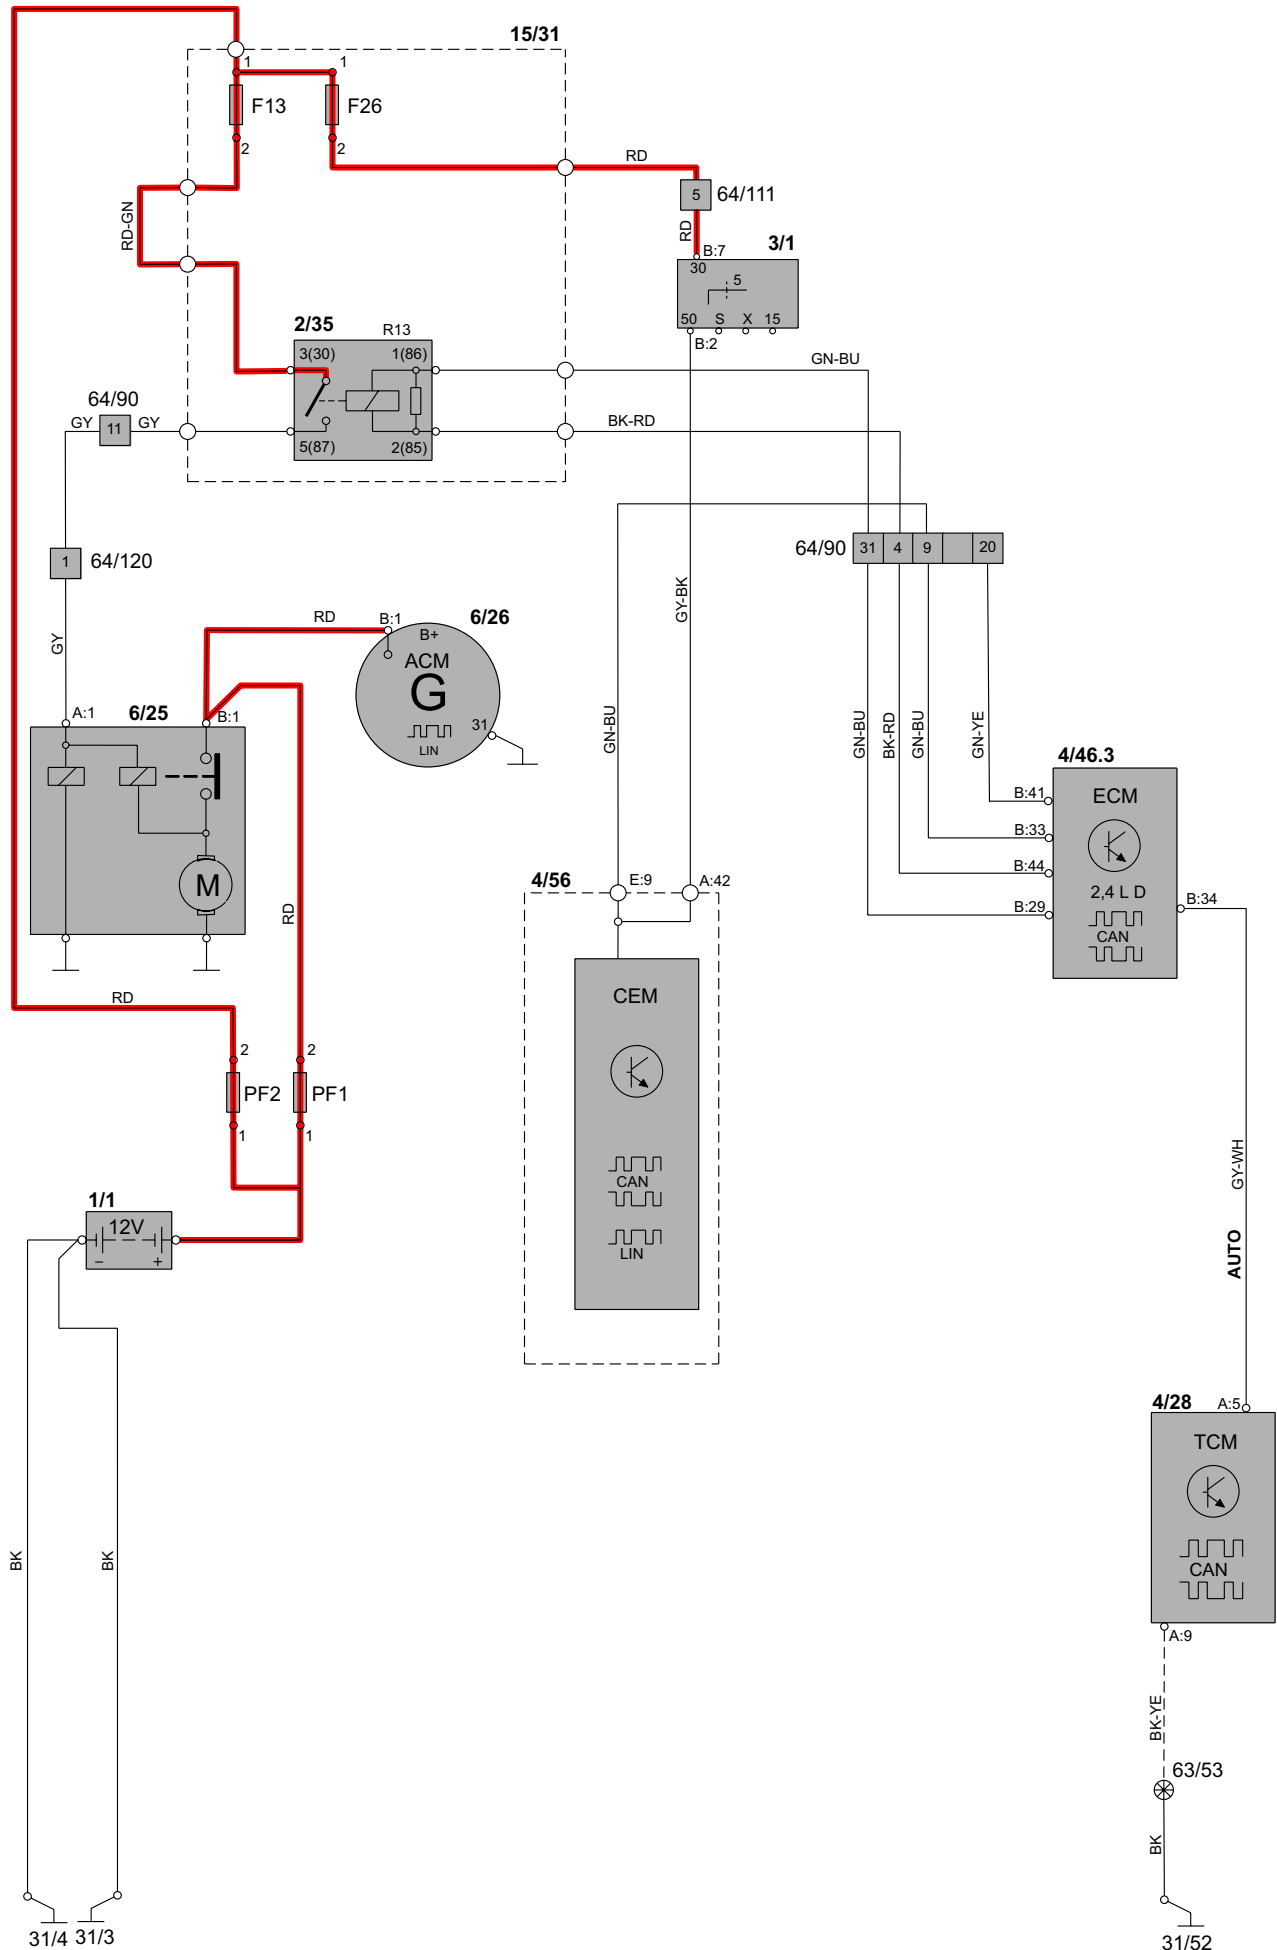 15/31
1
1
F13
F26
2
2
RD
5
64/111
RD-GN
RD
B:7
3/1
30
5
50
S
X
15
B:2
2/35
R13
3(30)
1(86)
GN-BU
64/90
GY
11
GY
BK-RD
5(87)
2(85)
64/90
31
4
9
20
1
64/120
GY-BK
RD
B:1
6/26
B+
ACM
G
31
LIN
GY
A:1
6/25
B:1
GN-BU
GN-BU
BK-RD
GN-BU
GN-YE
4/46.3
B:41
ECM
B:33
M
4/56
E:9
A:42
B:44
2,4 L D
B:29
B:34
CAN
RD
RD
CEM
2
2
PF2
PF1
1
1
CAN
GY-WH
1/1
12V
–
+
LIN
AUTO
4/28
A:5
TCM
BK
BK
CAN
A:9
BK-YE
63/53
BK
31/4
31/3
31/52